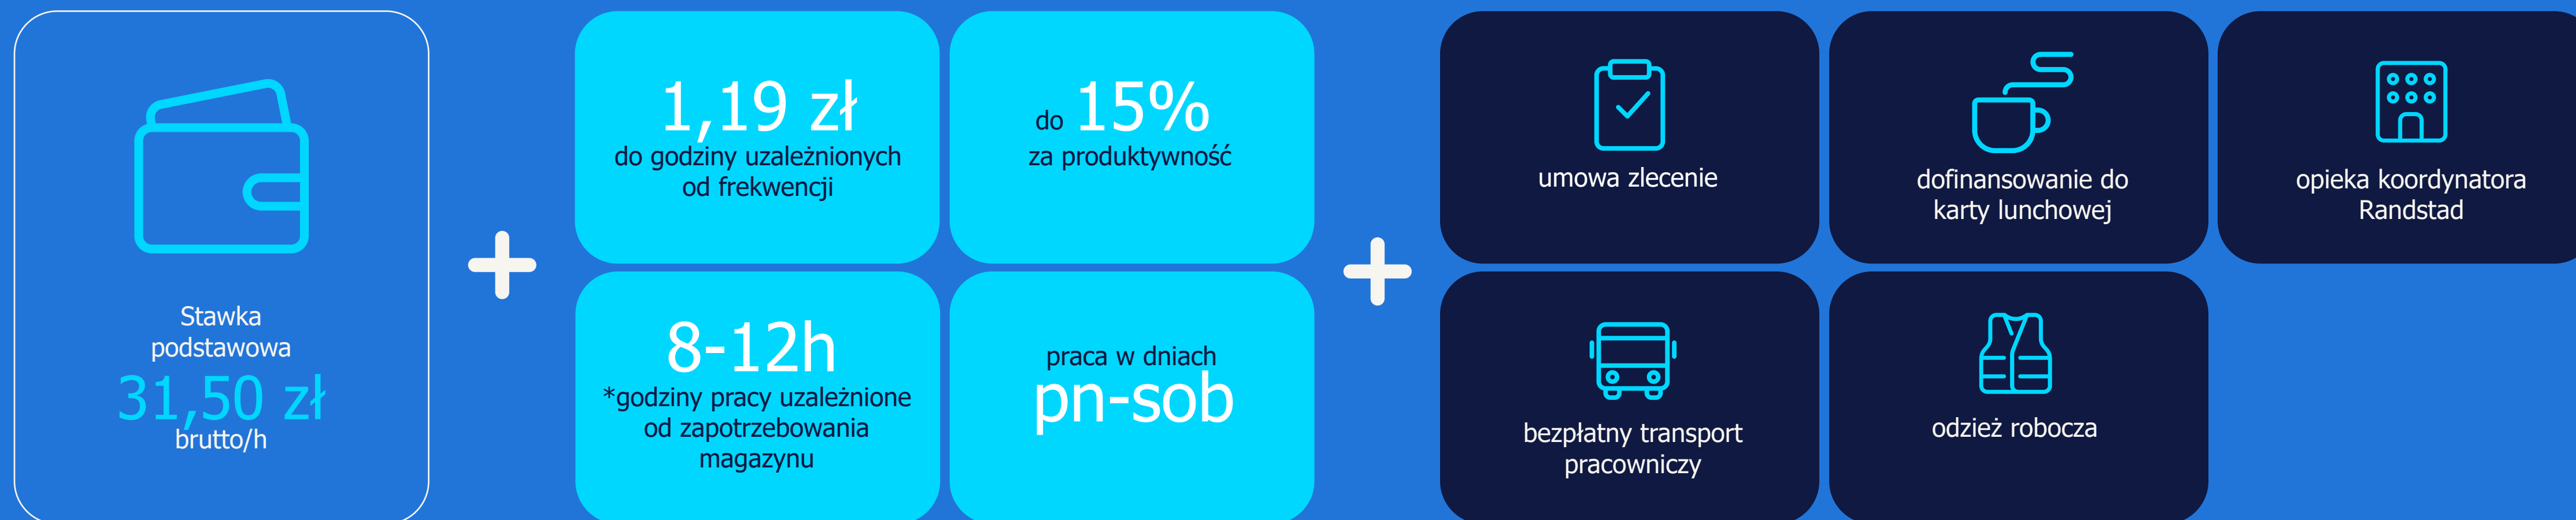 Stawka
podstawowa
31,50 zł
brutto/h
1,19 zł
do godziny uzależnionych
od frekwencji
do 15%
za produktywność
8-12h
*godziny pracy uzależnione
od zapotrzebowania
magazynu
praca w dniach
pn-sob
umowa zlecenie
dofinansowanie do
karty lunchowej
opieka koordynatora
Randstad
bezpłatny transport
pracowniczy
odzież robocza